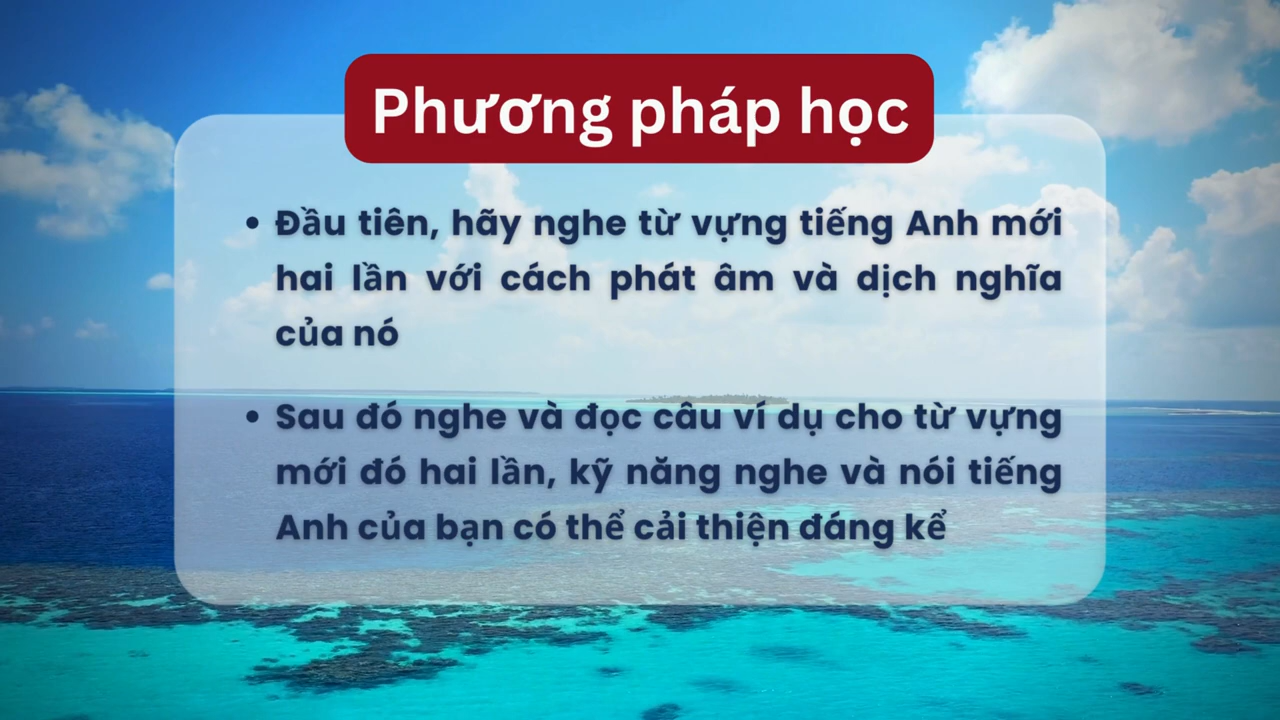 Phương pháp học
• Đầu tiên, hãy nghe từ vựng tiếng Anh mới
hai lần với cách phát âm và dịch nghĩa
của nó
• Sau đó nghe và đọc câu ví dụ cho từ vựng
mới đó hai lần, kỹ năng nghe và nói tiếng
Anh của bạn có thể cải thiện đáng kể